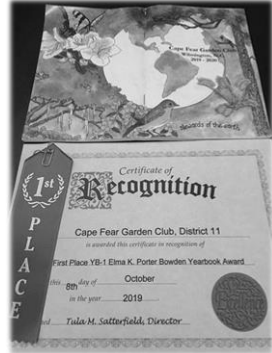 Cape Fear Garden Club
Wilmington, NC
2019 - 2020
1st
PLACE
Certificate of
Recognition
Cape Fear Garden Club, District 11
is awarded this certificate in recognition of
First Place YB-1 Elma K. Porter Bowden Yearbook Award
this 8th day of October
in the year 2019
Tula M. Satterfield, Director